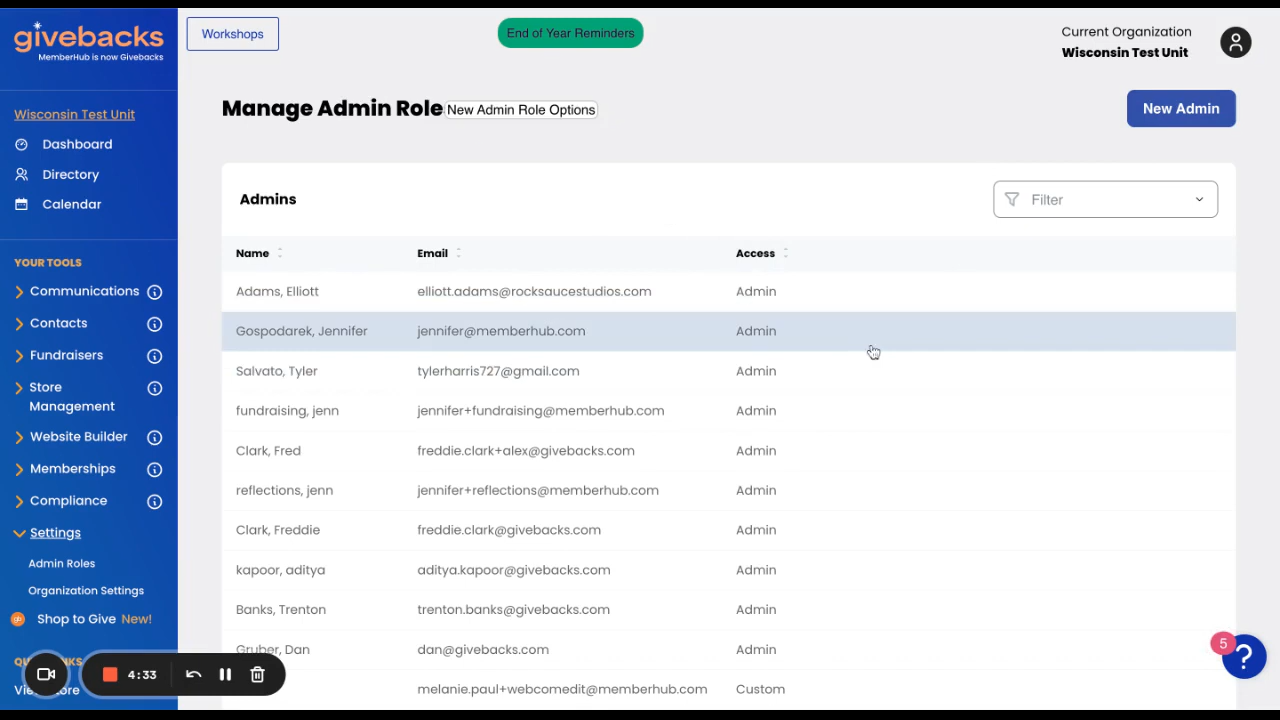 givebacks
MemberHub is now Givebacks
Workshops
End of Year Reminders
Current Organization
Wisconsin Test Unit
Wisconsin Test Unit
Dashboard
Directory
Calendar
YOUR TOOLS
Communications
Contacts
Fundraisers
Store
Management
Website Builder
Memberships
Compliance
Settings
Admin Roles
Organization Settings
Shop to Give New!
4:33
Manage Admin Role New Admin Role Options
New Admin
Admins
Filter
Name Email Access
Adams, Elliott elliott.adams@rocksaucestudios.com Admin
Gospodarek, Jennifer jennifer@memberhub.com Admin
Salvato, Tyler tylerharris727@gmail.com Admin
fundraising, jenn jennifer+fundraising@memberhub.com Admin
Clark, Fred freddie.clark+alex@givebacks.com Admin
reflections, jenn jennifer+reflections@memberhub.com Admin
Clark, Freddie freddie.clark@givebacks.com Admin
kapoor, aditya aditya.kapoor@givebacks.com Admin
Banks, Trenton trenton.banks@givebacks.com Admin
Gruber, Dan dan@givebacks.com Admin
melanie.paul+webcomedit@memberhub.com Custom
5
?